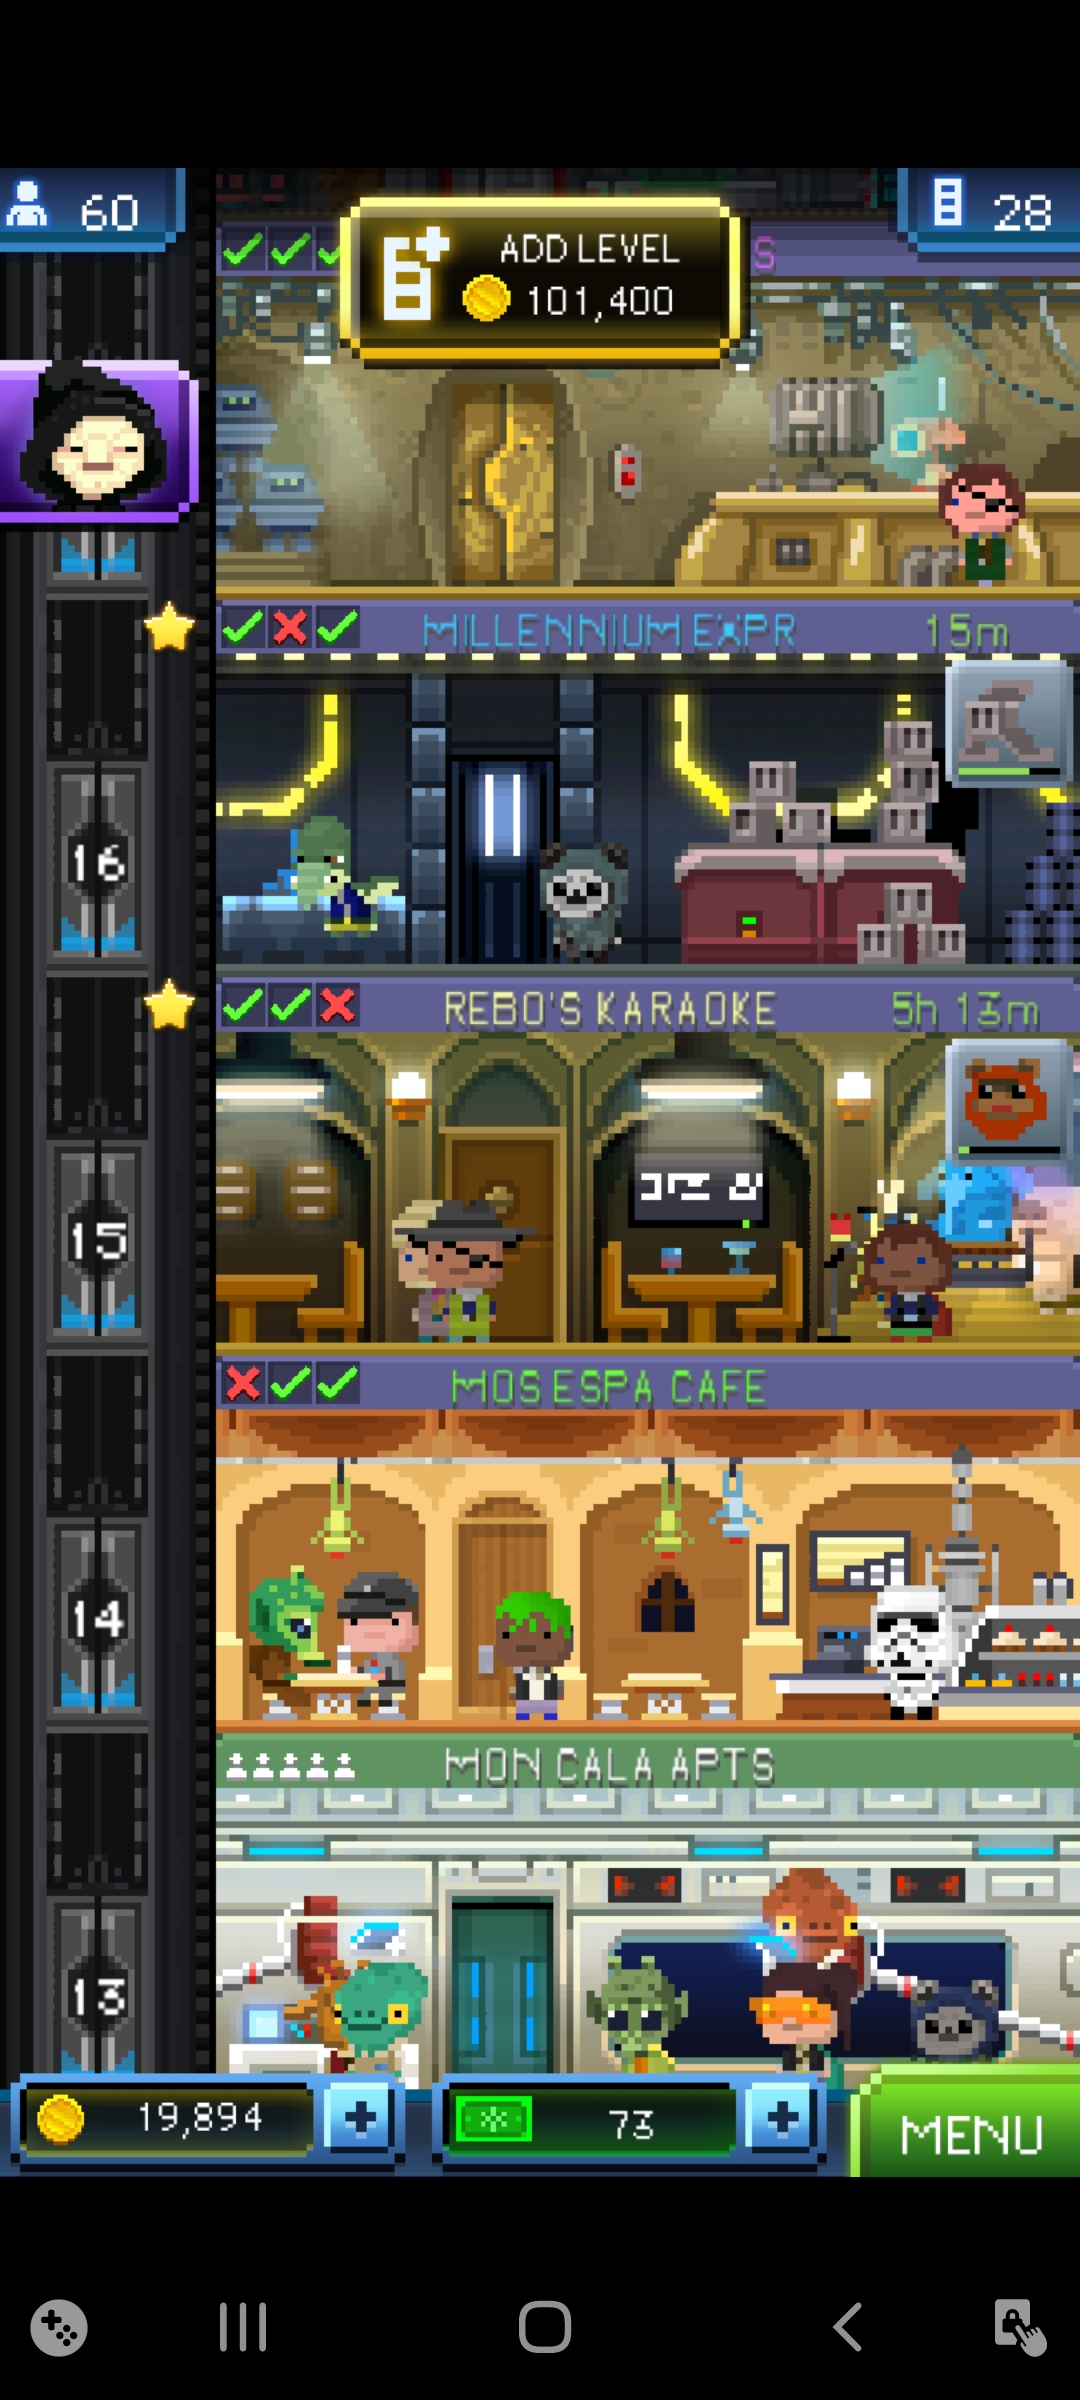 60
ADD LEVEL
101,400
28
S
MILLENNIUM EXPR
15m
16
REBO'S KARAOKE
5h 13m
15
MOS ESPA CAFE
14
MON CALA APTS
13
19,894
73
MENU